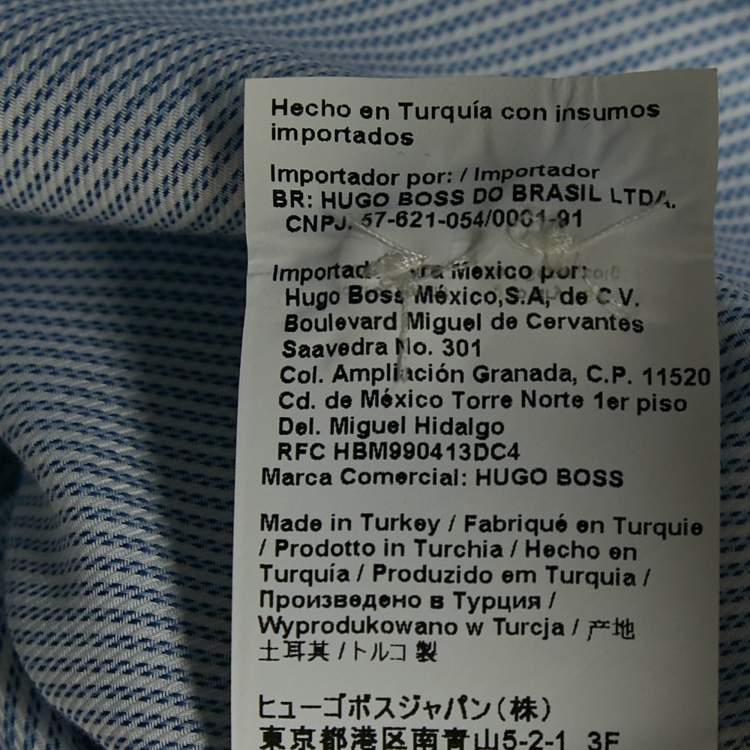 Hecho en Turquía con insumos
importados
Importador por: / Importador
BR: HUGO BOSS DO BRASIL LTDA.
CNPJ. 57-621-054/0001-91
Mexico por:
Hugo Boss México,S.A, de C.V.
Boulevard Miguel de Cervantes
Saavedra No. 301
Col. Ampliación Granada, C.P. 11520
Cd. de México Torre Norte 1er piso
Del. Miguel Hidalgo
RFC HBM990413DC4
Marca Comercial: HUGO BOSS
Made in Turkey / Fabriqué en Turquie
/ Prodotto in Turchia / Hecho en
Turquía / Produzido em Turquia /
Произведено в Турция /
Wyprodukowano w Turcja / 产地
土耳其 / トルコ 製
ヒューゴボスジャパン(株)
東京都港区南青山5-2-1 3F